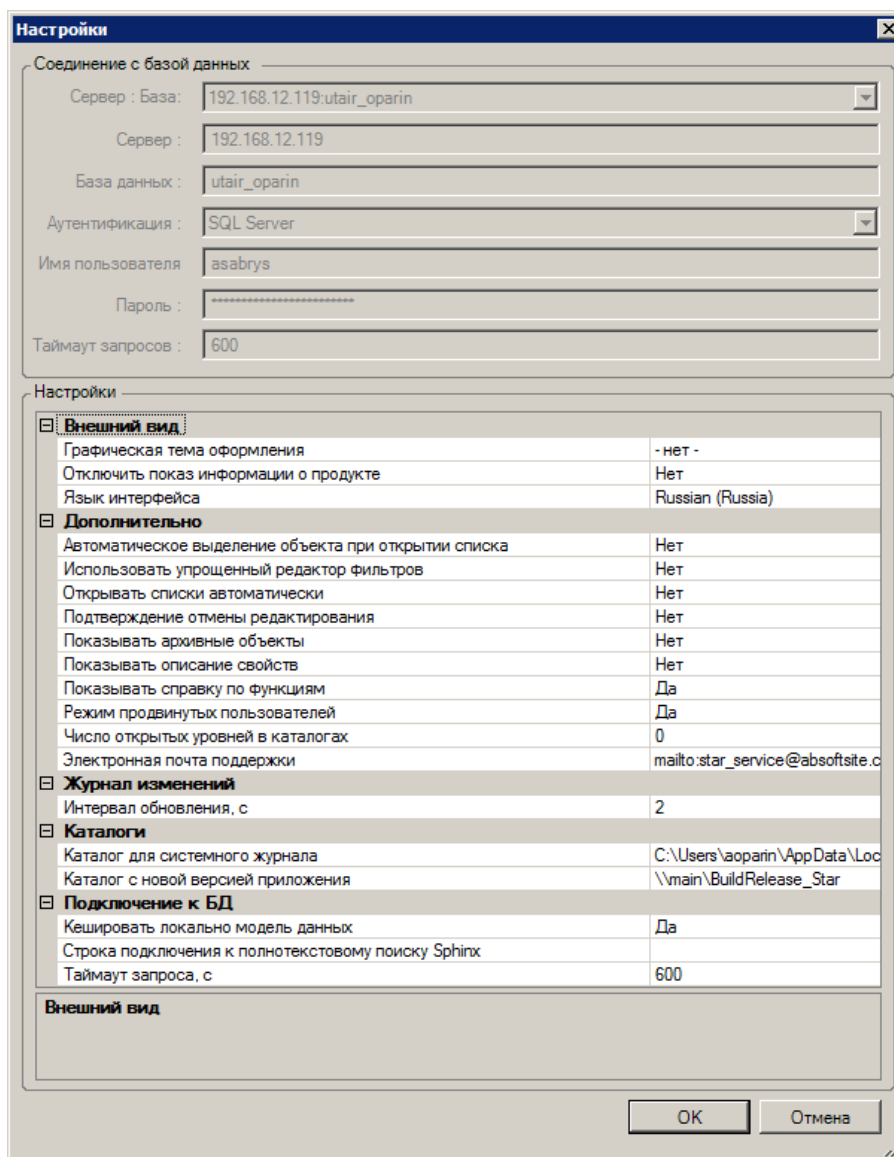 Настройки
Соединение с базой данных
Сервер : База: 192.168.12.119:utair_oparin
Сервер : 192.168.12.119
База данных : utair_oparin
Аутентификация : SQL Server
Имя пользователя asabrys
Пароль : ************************
Таймаут запросов : 600
Настройки
Внешний вид
Графическая тема оформления - нет -
Отключить показ информации о продукте Нет
Язык интерфейса Russian (Russia)
Дополнительно
Автоматическое выделение объекта при открытии списка Нет
Использовать упрощенный редактор фильтров Нет
Открывать списки автоматически Нет
Подтверждение отмены редактирования Нет
Показывать архивные объекты Нет
Показывать описание свойств Нет
Показывать справку по функциям Да
Режим продвинутых пользователей Да
Число открытых уровней в каталогах 0
Электронная почта поддержки mailto:star_service@absoftsite.c
Журнал изменений
Интервал обновления, с 2
Каталоги
Каталог для системного журнала C:\Users\aoparin\AppData\Loc
Каталог с новой версией приложения \\main\BuildRelease_Star
Подключение к БД
Кешировать локально модель данных Да
Строка подключения к полнотекстовому поиску Sphinx
Таймаут запроса, с 600
Внешний вид
OK Отмена